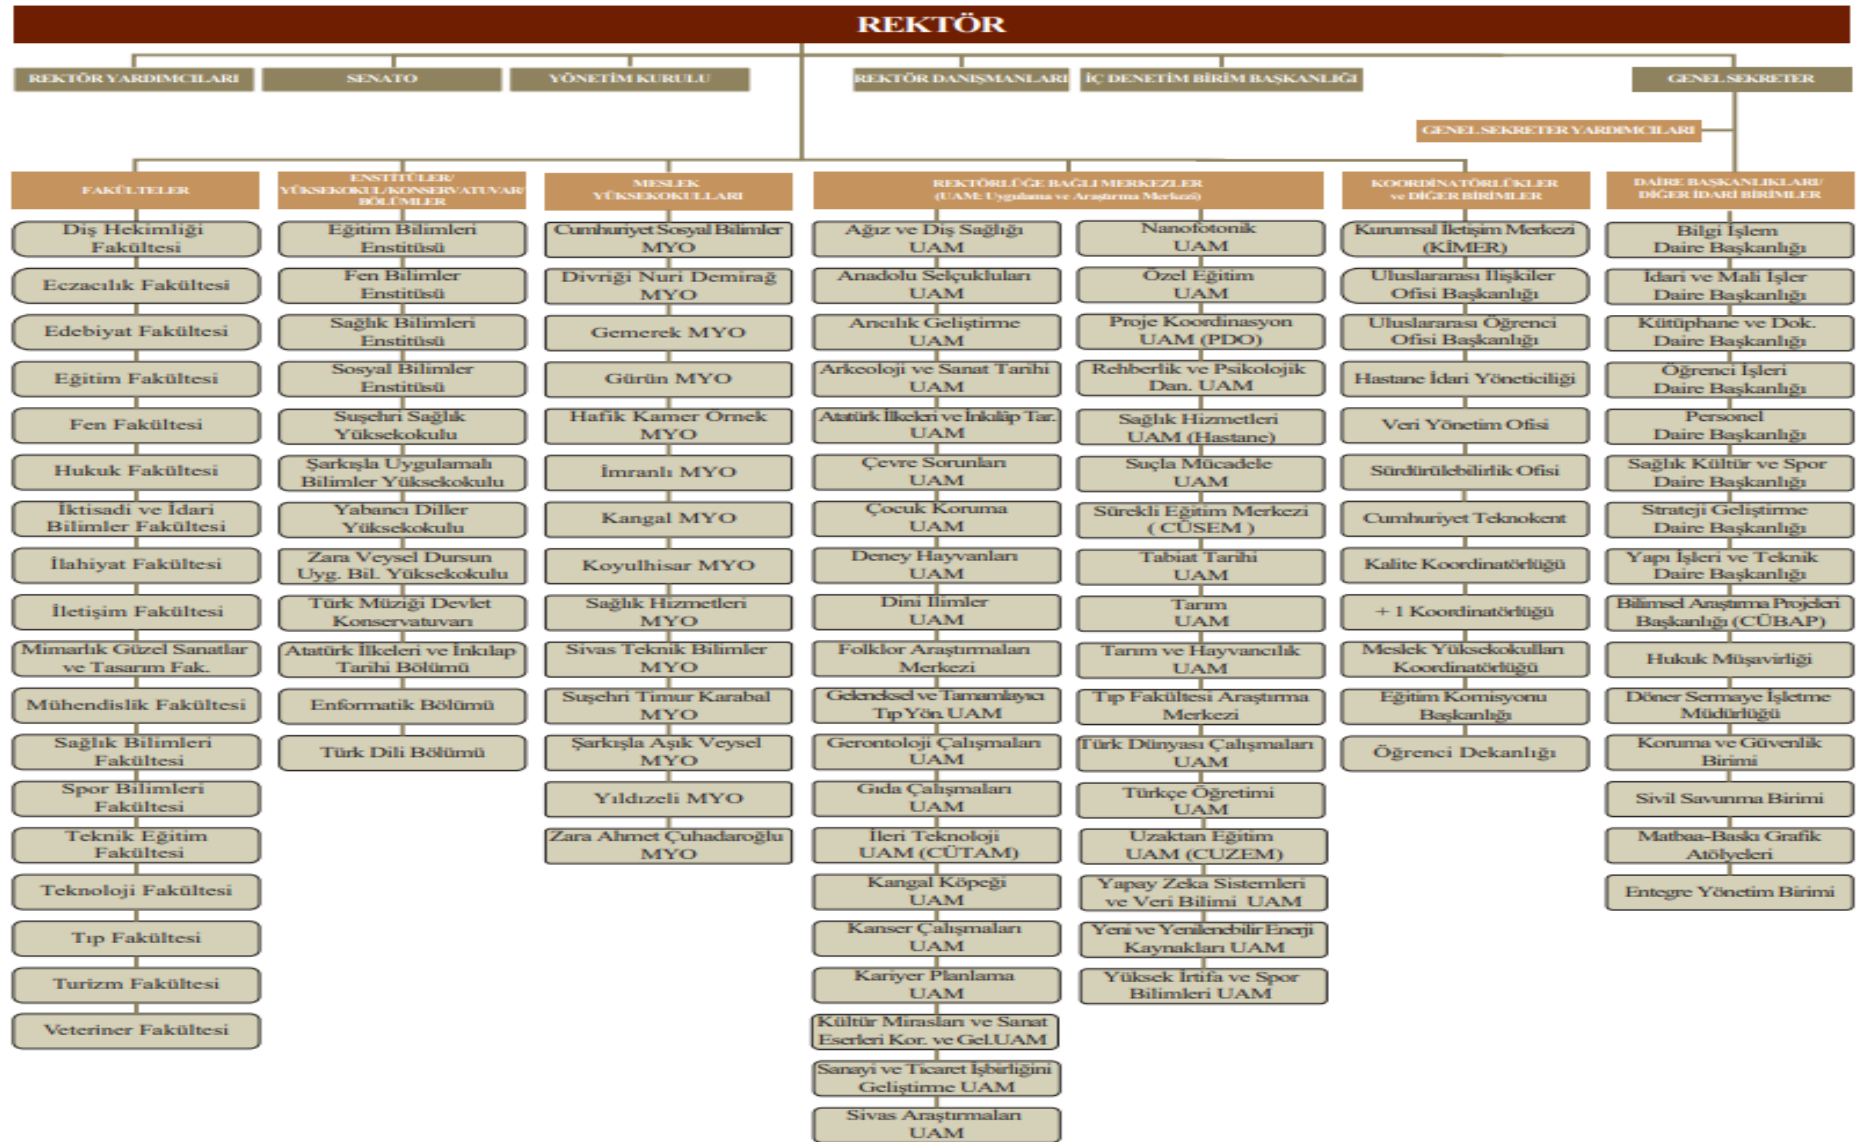 REKTÖR
REKTÖR YARDIMCILARI
SENATO
YÖNETİM KURULU
REKTÖR DANIŞMANLARI
İÇ DENETİM BİRİM BAŞKANLIĞI
GENEL SEKRETER
GENEL SEKRETER YARDIMCILARI
FAKÜLTELER
Diş Hekimliği
Fakültesi
Eczacılık Fakültesi
Edebiyat Fakültesi
Eğitim Fakültesi
Fen Fakültesi
Hukuk Fakültesi
İktisadi ve İdari
Bilimler Fakültesi
İlahiyat Fakültesi
İletişim Fakültesi
Mimarlık Güzel Sanatlar
ve Tasarım Fak.
Mühendislik Fakültesi
Sağlık Bilimleri
Fakültesi
Spor Bilimleri
Fakültesi
Teknik Eğitim
Fakültesi
Teknoloji Fakültesi
Tıp Fakültesi
Turizm Fakültesi
Veteriner Fakültesi
ENSTİTÜLER/
YÜKSEKOKUL/KONSERVATUVAR/
BÖLÜMLER
Eğitim Bilimleri
Enstitüsü
Fen Bilimler
Enstitüsü
Sağlık Bilimleri
Enstitüsü
Sosyal Bilimler
Enstitüsü
Suşehri Sağlık
Yüksekokulu
Şarkışla Uygulamalı
Bilimler Yüksekokulu
Yabancı Diller
Yüksekokulu
Zara Veysel Dursun
Uyg. Bil. Yüksekokulu
Türk Müziği Devlet
Konservatuvarı
Atatürk İlkeleri ve İnkılap
Tarihi Bölümü
Enformatik Bölümü
Türk Dili Bölümü
MESLEK
YÜKSEKOKULLARI
Cumhuriyet Sosyal Bilimler
MYO
Divriği Nuri Demirağ
MYO
Gemerek MYO
Gürün MYO
Hafik Kamer Örnek
MYO
İmranlı MYO
Kangal MYO
Koyulhisar MYO
Sağlık Hizmetleri
MYO
Sivas Teknik Bilimler
MYO
Suşehri Timur Karabal
MYO
Şarkışla Aşık Veysel
MYO
Yıldızeli MYO
Zara Ahmet Çuhadaroğlu
MYO
REKTÖRLÜĞE BAĞLI MERKEZLER
(UAM: Uygulama ve Araştırma Merkezi)
Ağız ve Diş Sağlığı
UAM
Anadolu Selçukluları
UAM
Arıcılık Geliştirme
UAM
Arkeoloji ve Sanat Tarihi
UAM
Atatürk İlkeleri ve İnkılâp Tar.
UAM
Çevre Sorunları
UAM
Çocuk Koruma
UAM
Deney Hayvanları
UAM
Dini İlimler
UAM
Folklor Araştırmaları
Merkezi
Geleneksel ve Tamamlayıcı
Tıp Yön. UAM
Gerontoloji Çalışmaları
UAM
Gıda Çalışmaları
UAM
İleri Teknoloji
UAM (CÜTAM)
Kangal Köpeği
UAM
Kanser Çalışmaları
UAM
Kariyer Planlama
UAM
Kültür Mirasları ve Sanat
Eserleri Kor. ve Gel.UAM
Sanayi ve Ticaret İşbirliğini
Geliştirme UAM
Sivas Araştırmaları
UAM
Nanofotonik
UAM
Özel Eğitim
UAM
Proje Koordinasyon
UAM (PDO)
Rehberlik ve Psikolojik
Dan. UAM
Sağlık Hizmetleri
UAM (Hastane)
Suçla Mücadele
UAM
Sürekli Eğitim Merkezi
( CÜSEM )
Tabiat Tarihi
UAM
Tarım
UAM
Tarım ve Hayvancılık
UAM
Tıp Fakültesi Araştırma
Merkezi
Türk Dünyası Çalışmaları
UAM
Türkçe Öğretimi
UAM
Uzaktan Eğitim
UAM (CUZEM)
Yapay Zeka Sistemleri
ve Veri Bilimi UAM
Yeni ve Yenilenebilir Enerji
Kaynakları UAM
Yüksek İrtifa ve Spor
Bilimleri UAM
KOORDİNATÖRLÜKLER
ve DİĞER BİRİMLER
Kurumsal İletişim Merkezi
(KİMER)
Uluslararası İlişkiler
Ofisi Başkanlığı
Uluslararası Öğrenci
Ofisi Başkanlığı
Hastane İdari Yöneticiliği
Veri Yönetim Ofisi
Sürdürülebilirlik Ofisi
Cumhuriyet Teknokent
Kalite Koordinatörlüğü
+ 1 Koordinatörlüğü
Meslek Yüksekokulları
Koordinatörlüğü
Eğitim Komisyonu
Başkanlığı
Öğrenci Dekanlığı
DAİRE BAŞKANLIKLARI/
DİĞER İDARİ BİRİMLER
Bilgi İşlem
Daire Başkanlığı
İdari ve Mali İşler
Daire Başkanlığı
Kütüphane ve Dok.
Daire Başkanlığı
Öğrenci İşleri
Daire Başkanlığı
Personel
Daire Başkanlığı
Sağlık Kültür ve Spor
Daire Başkanlığı
Strateji Geliştirme
Daire Başkanlığı
Yapı İşleri ve Teknik
Daire Başkanlığı
Bilimsel Araştırma Projeleri
Başkanlığı (CÜBAP)
Hukuk Müşavirliği
Döner Sermaye İşletme
Müdürlüğü
Koruma ve Güvenlik
Birimi
Sivil Savunma Birimi
Matbaa-Baskı Grafik
Atölyeleri
Entegre Yönetim Birimi